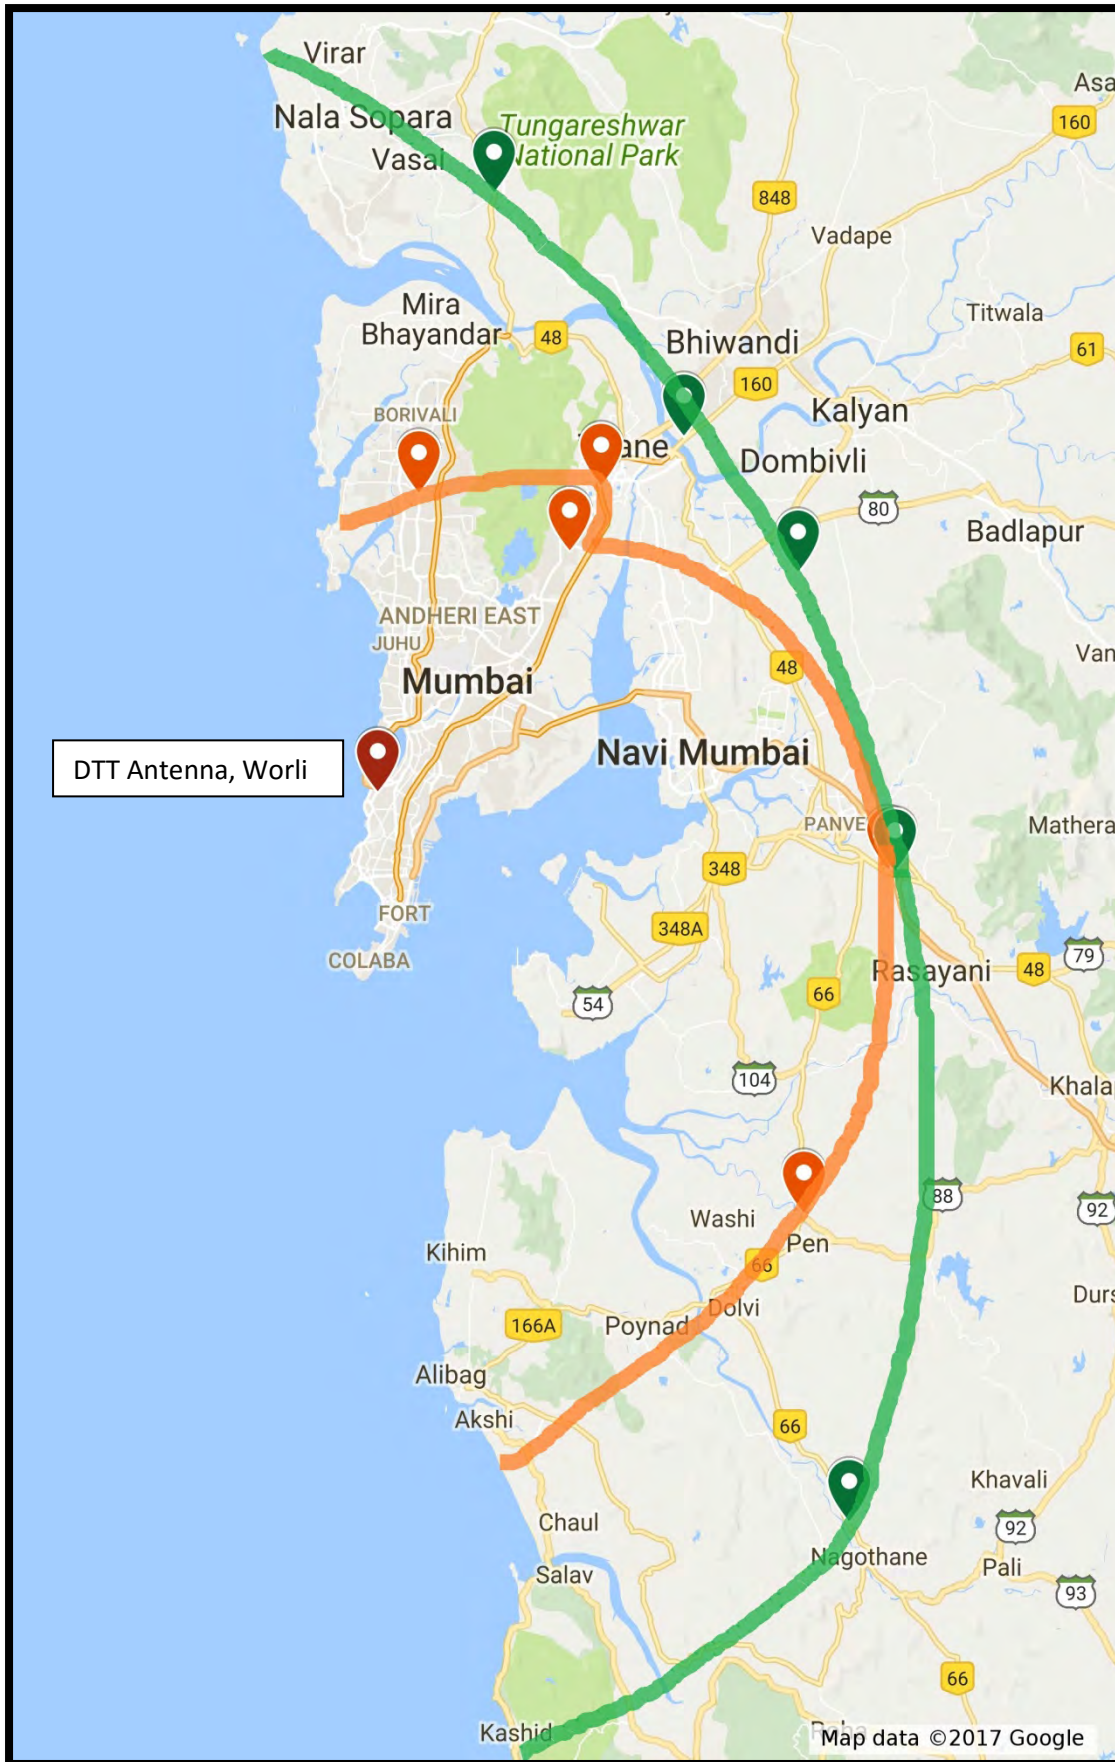 Virar
Asa
Nala Sopara
160
Tungareshwar
National Park
Vasai
848
Vadape
Mira
Bhayandar
Titwala
48
Bhiwandi
61
160
BORIVALI
Kalyan
Dombivli
80
Badlapur
ANDHERI EAST
JUHU
Van
48
Mumbai
Navi Mumbai
DTT Antenna, Worli
PANVE
Mathera
348
FORT
348A
COLABA
79
48
Rasayani
66
54
104
Khala
88
92
Washi
Kihim
Pen
66
Durs
Dolvi
166A
Poynad
Alibag
Akshi
66
Khavali
Chaul
92
Nagothane
Pali
Salav
93
66
Kashid
Map data ©2017 Google